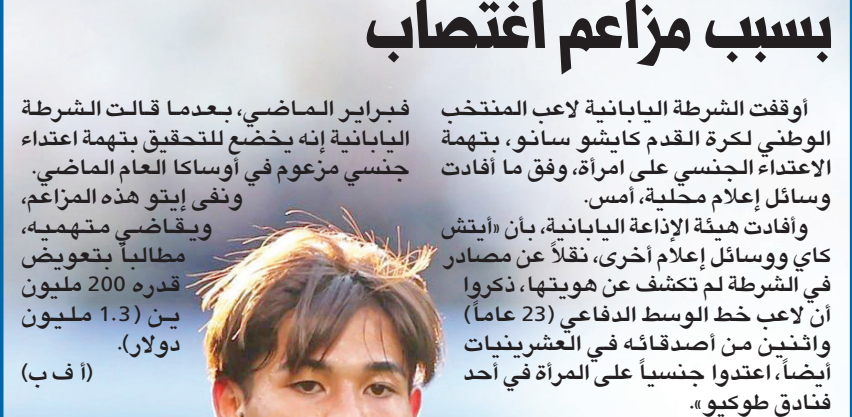 بسبب مزاعم اغتصاب
أوقفت الشرطة اليابانية لاعب المنتخب
الوطني لكرة القدم كايشو سانو، بتهمة
الاعتداء الجنسي على امرأة، وفق ما أفادت
وسائل إعلام محلية، أمس.
وأفادت هيئة الإذاعة اليابانية، بأن «أيتش
كاي ووسائل إعلام أخرى، نقلاً عن مصادر
في الشرطة لم تكشف عن هويتها، ذكروا
أن لاعب خط الوسط الدفاعي (23 عاماً)
واثنين من أصدقائه في العشرينيات
أيضاً، اعتدوا جنسياً على المرأة في أحد
فنادق طوكيو».
فبراير الماضي، بعدما قالت الشرطة
اليابانية إنه يخضع للتحقيق بتهمة اعتداء
جنسي مزعوم في أوساكا العام الماضي.
ونفى إيتو هذه المزاعم،
ويقاضي متهميه،
مطالباً بتعويض
قدره 200 مليون
ين (1.3 مليون
دولار).
(أ ف ب)